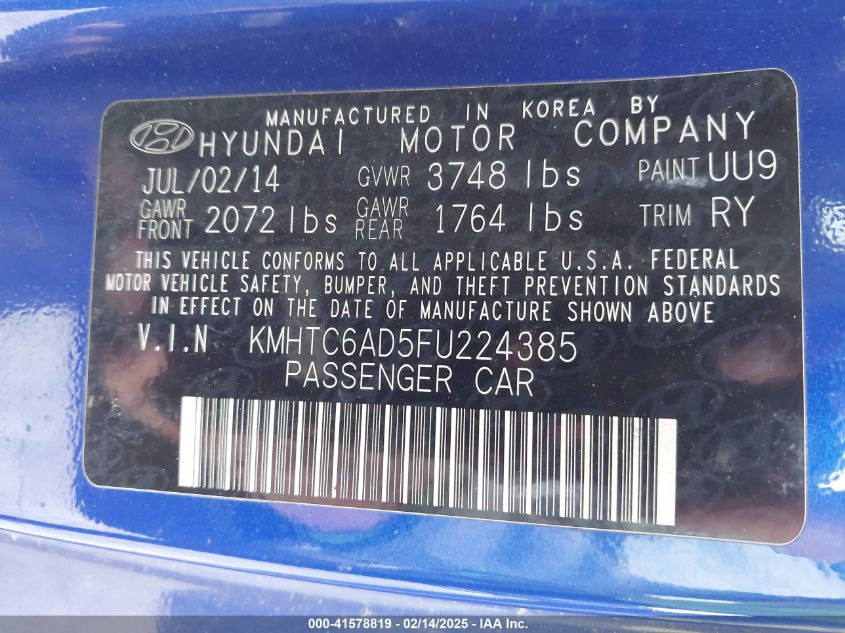 MANUFACTURED IN KOREA BY
HYUNDAI MOTOR COMPANY
JUL/02/14 GVWR 3748 lbs PAINT UU9
GAWR FRONT 2072 lbs GAWR REAR 1764 lbs TRIM RY
THIS VEHICLE CONFORMS TO ALL APPLICABLE U.S.A. FEDERAL
MOTOR VEHICLE SAFETY, BUMPER, AND THEFT PREVENTION STANDARDS
IN EFFECT ON THE DATE OF MANUFACTURE SHOWN ABOVE
V.I.N KMHTC6AD5FU224385
PASSENGER CAR
000-41578819 - 02/14/2025 - IAA, Inc.